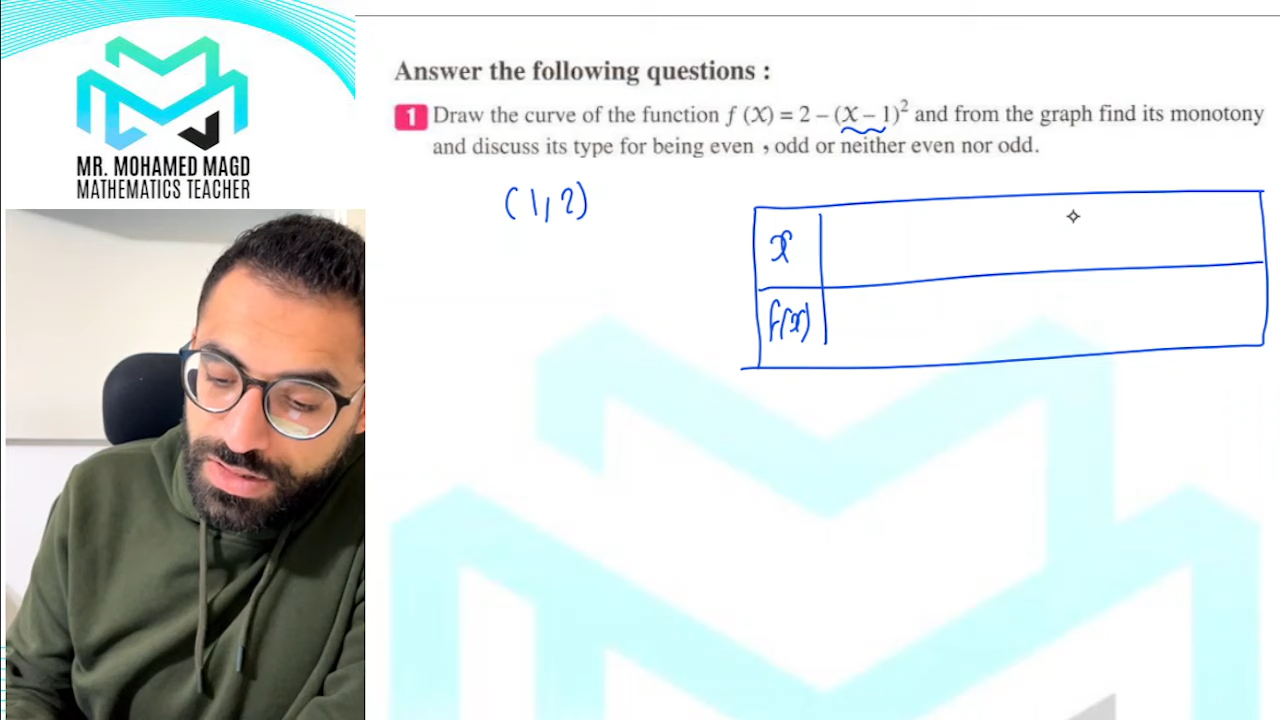 MR. MOHAMED MAGD
MATHEMATICS TEACHER
Answer the following questions :
1 Draw the curve of the function f (X) = 2 – (X – 1)² and from the graph find its monotony
and discuss its type for being even , odd or neither even nor odd.
(1, 2)
x
f(x)